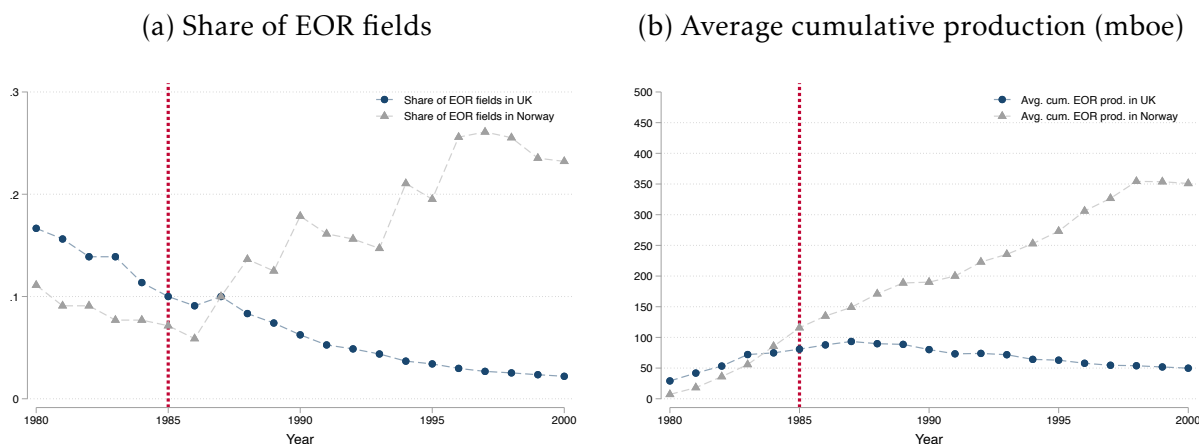 (a) Share of EOR fields
.3
.2
.1
0
Share of EOR fields in UK
Share of EOR fields in Norway
1980 1985 1990 1995 2000
Year
(b) Average cumulative production (mboe)
500
450
400
350
300
250
200
150
100
50
0
Avg. cum. EOR prod. in UK
Avg. cum. EOR prod. in Norway
1980 1985 1990 1995 2000
Year